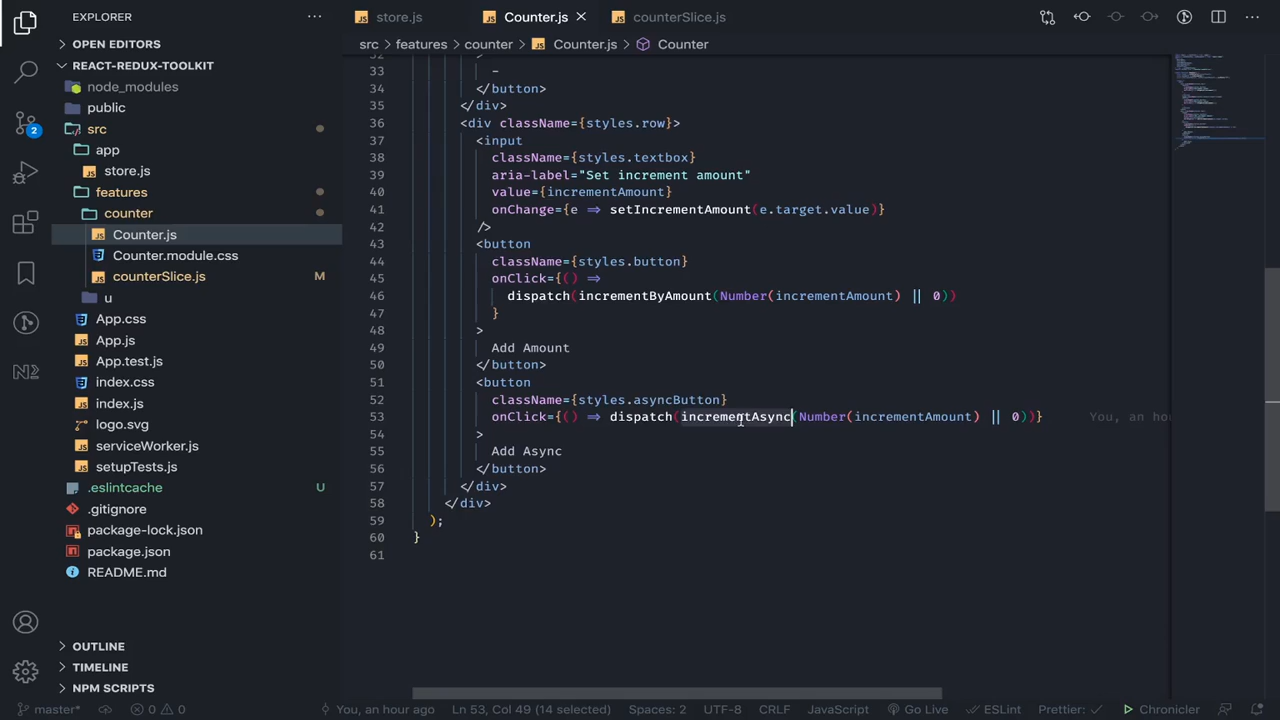 EXPLORER
store.js
Counter.js
counterSlice.js
OPEN EDITORS
src
features
counter
Counter.js
Counter
REACT-REDUX-TOOLKIT
node_modules
public
src
app
store.js
features
counter
Counter.js
Counter.module.css
counterSlice.js M
u
App.css
App.js
App.test.js
index.css
index.js
logo.svg
serviceWorker.js
setupTests.js
.eslintcache U
.gitignore
package-lock.json
package.json
README.md
OUTLINE
TIMELINE
NPM SCRIPTS
2
33 -
34 </button>
35 </div>
36 <div className={styles.row}>
37 <input
38 className={styles.textbox}
39 aria-label="Set increment amount"
40 value={incrementAmount}
41 onChange={e => setIncrementAmount(e.target.value)}
42 />
43 <button
44 className={styles.button}
45 onClick={() =>
46 dispatch(incrementByAmount(Number(incrementAmount) || 0))
47 }
48 >
49 Add Amount
50 </button>
51 <button
52 className={styles.asyncButton}
53 onClick={() => dispatch(incrementAsync(Number(incrementAmount) || 0))} You, an hou
54 >
55 Add Async
56 </button>
57 </div>
58 </div>
59 );
60 }
61
master* 0 0 You, an hour ago Ln 53, Col 49 (14 selected) Spaces: 2 UTF-8 CRLF JavaScript Go Live ESLint Prettier: Chronicler